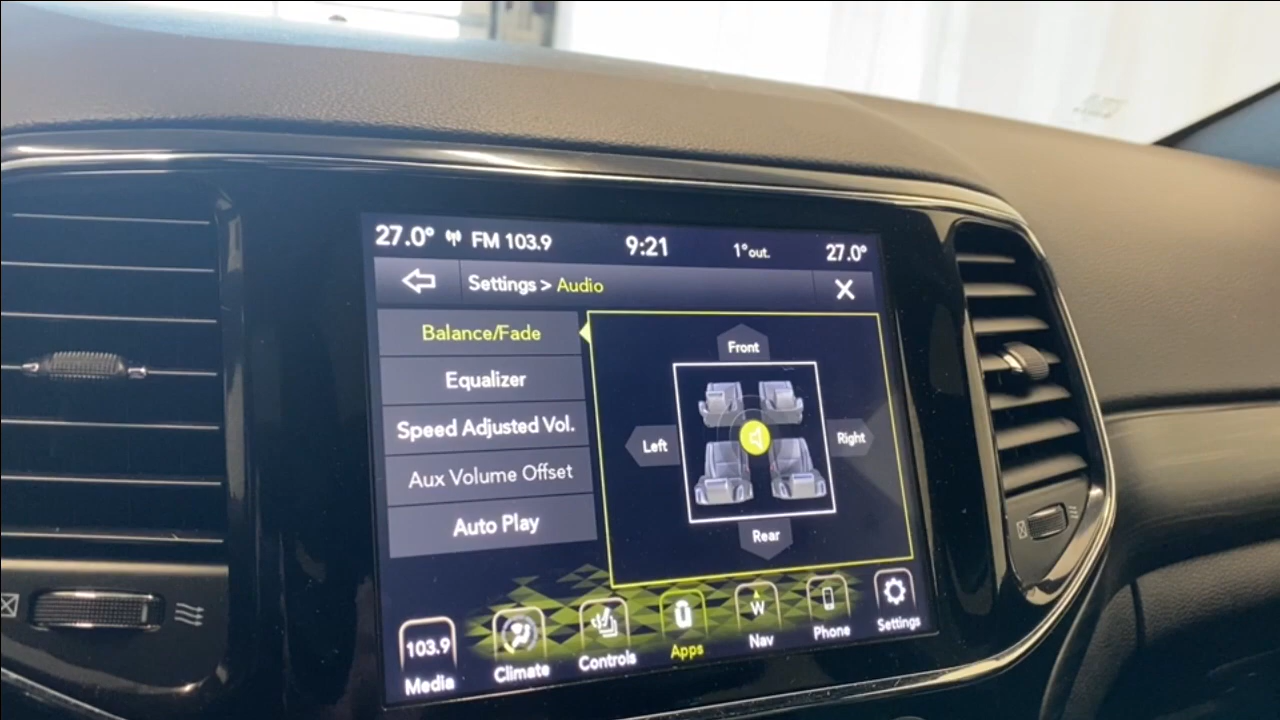 27.0° FM 103.9 9:21 1°out. 27.0°
Settings > Audio
Balance/Fade
Equalizer
Speed Adjusted Vol.
Aux Volume Offset
Auto Play
Front
Left
Right
Rear
103.9
Media
Climate
Controls
Apps
W
Nav
Phone
Settings